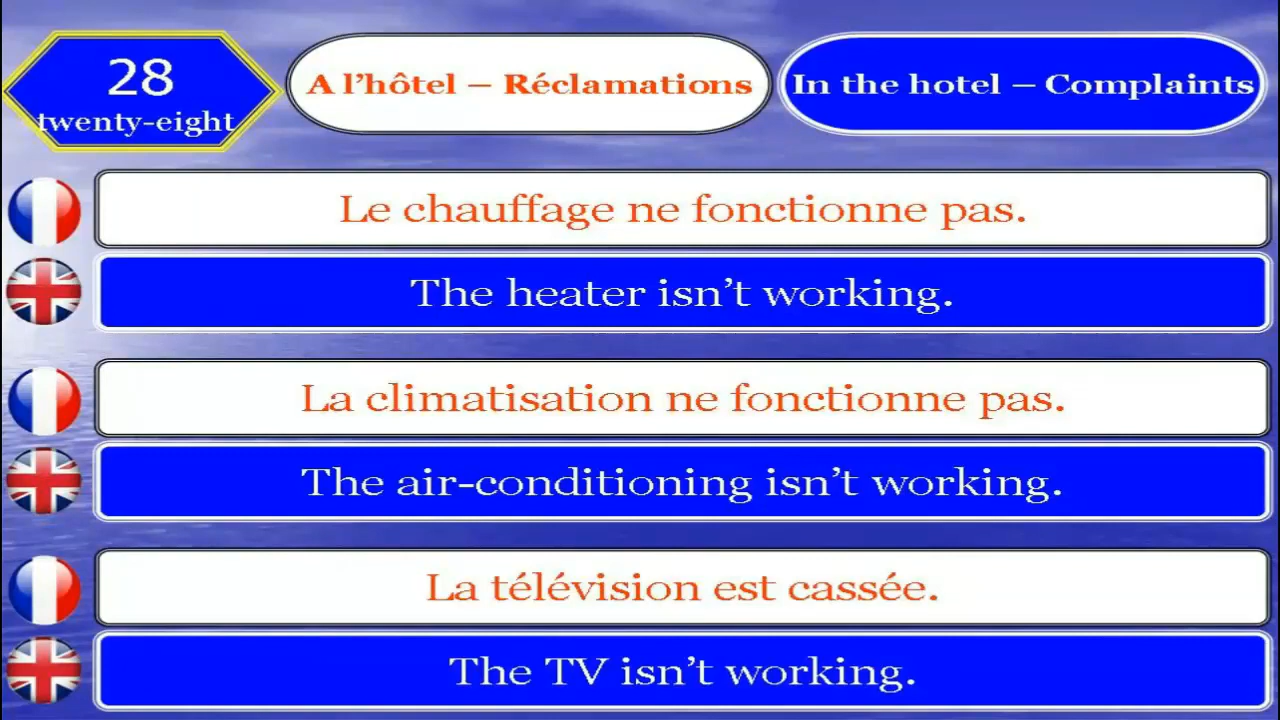 28
twenty-eight
A l’hôtel – Réclamations
In the hotel – Complaints
Le chauffage ne fonctionne pas.
The heater isn’t working.
La climatisation ne fonctionne pas.
The air-conditioning isn’t working.
La télévision est cassée.
The TV isn’t working.